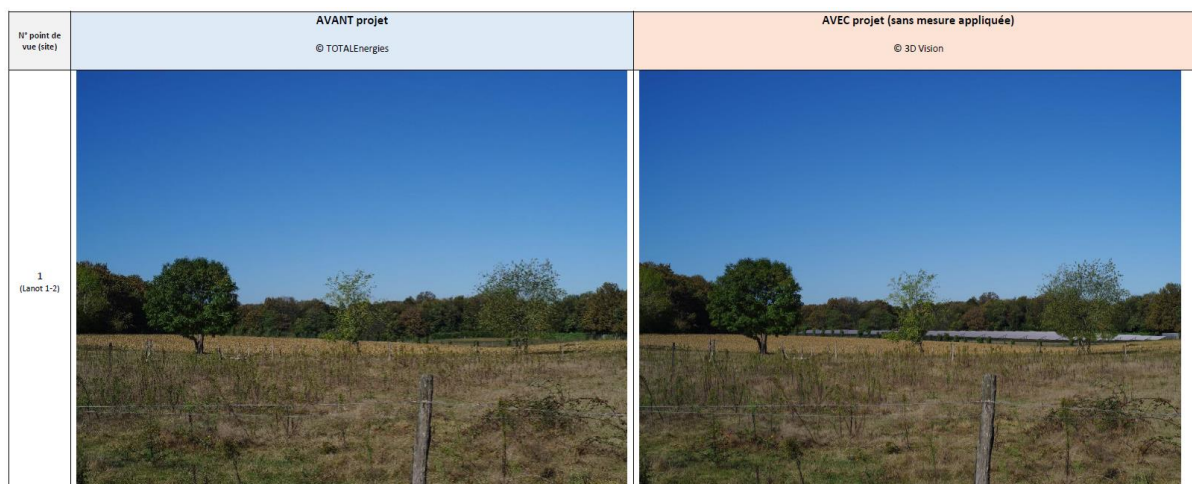 N° point de
vue (site)
AVANT projet
© TOTALEnergies
AVEC projet (sans mesure appliquée)
© 3D Vision
1
(Lanot 1-2)